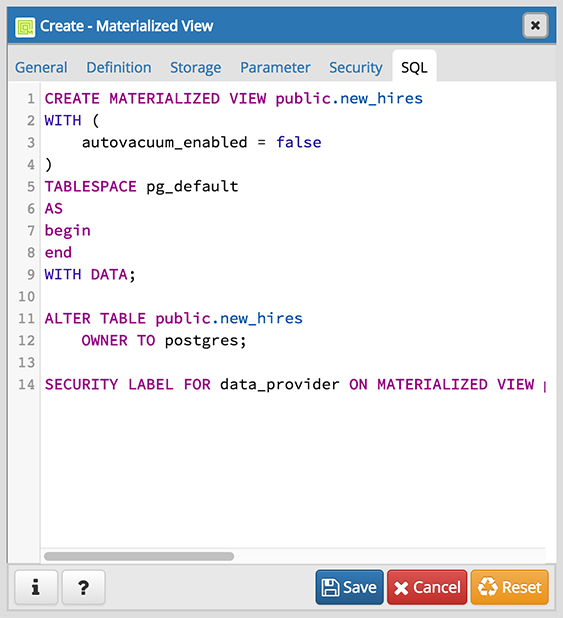 Create - Materialized View
General Definition Storage Parameter Security SQL
1 CREATE MATERIALIZED VIEW public.new_hires
2 WITH (
3     autovacuum_enabled = false
4 )
5 TABLESPACE pg_default
6 AS
7 begin
8 end
9 WITH DATA;
10
11 ALTER TABLE public.new_hires
12     OWNER TO postgres;
13
14 SECURITY LABEL FOR data_provider ON MATERIALIZED VIEW
i ? Save Cancel Reset